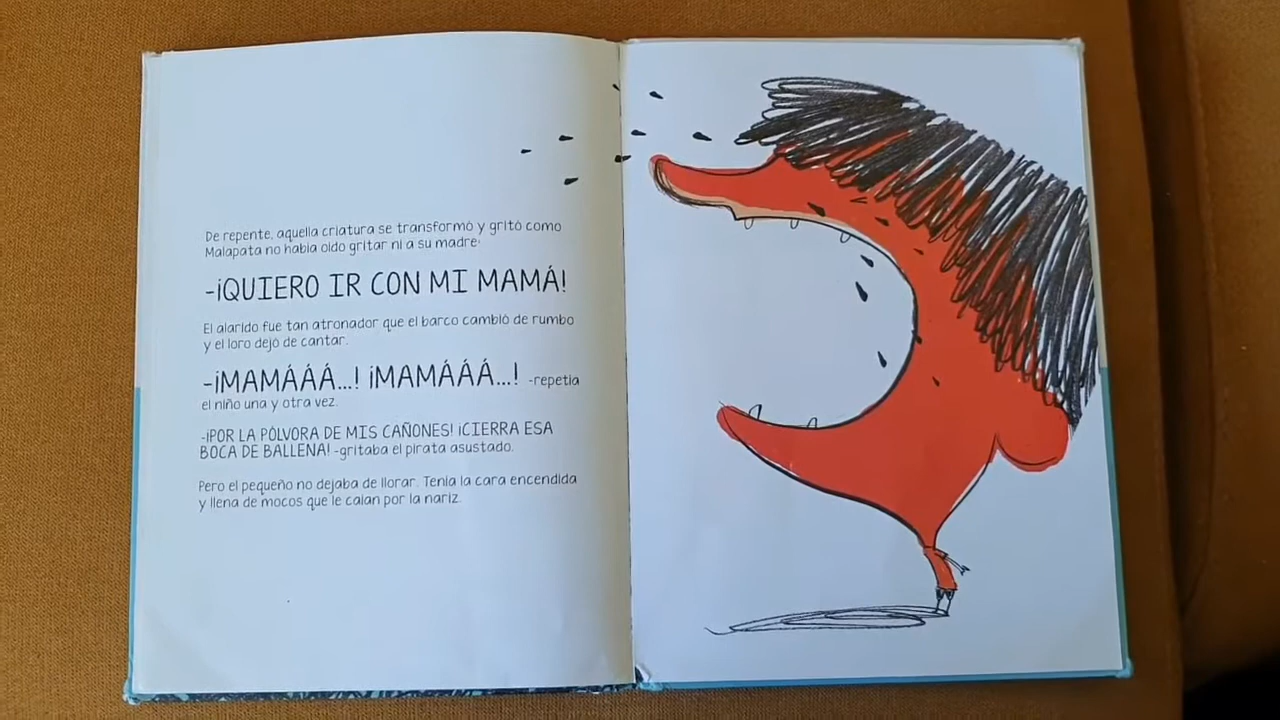 De repente, aquella criatura se transformó y gritó como
Malapata no había oído gritar ni a su madre:
-¡QUIERO IR CON MI MAMÁ!
El alarido fue tan atronador que el barco cambió de rumbo
y el loro dejó de cantar.
-¡MAMÁÁÁ...! ¡MAMÁÁÁ...! -repetía
el niño una y otra vez.
-¡POR LA PÓLVORA DE MIS CAÑONES! ¡CIERRA ESA
BOCA DE BALLENA! -gritaba el pirata asustado.
Pero el pequeño no dejaba de llorar. Tenía la cara encendida
y llena de mocos que le caían por la nariz.